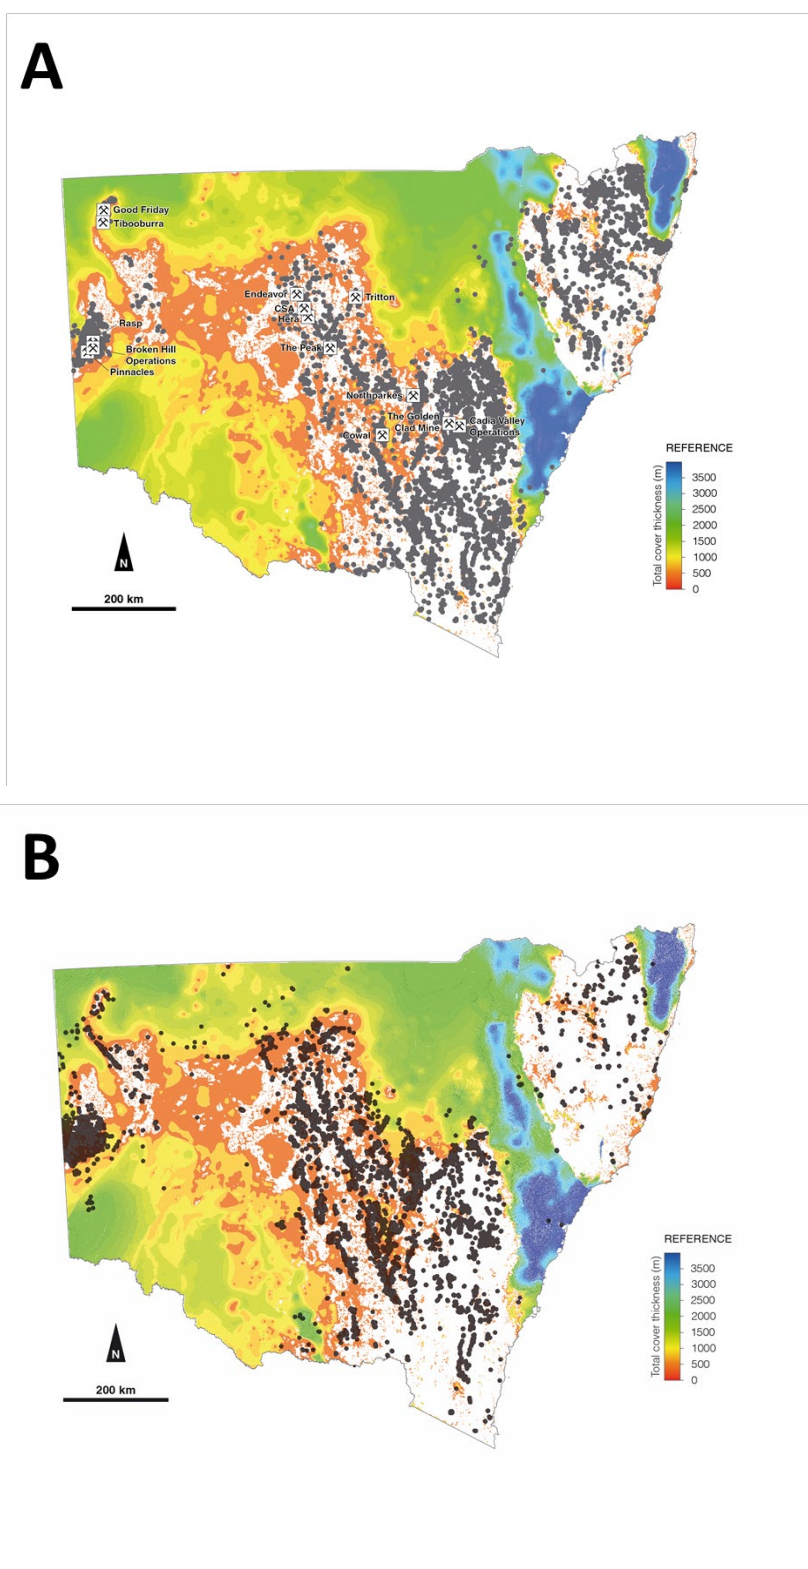 A
Good Friday
Tibooburra
Endeavor
Tritton
CSA
Hera
Rasp
The Peak
Broken Hill
Operations
Pinnacles
Northparkes
The Golden
Clad Mine
Cadia Valley
Operations
Cowal
REFERENCE
Total cover thickness (m)
3500
3000
2500
2000
1500
1000
500
0
N
200 km
B
REFERENCE
Total cover thickness (m)
3500
3000
2500
2000
1500
1000
500
0
N
200 km